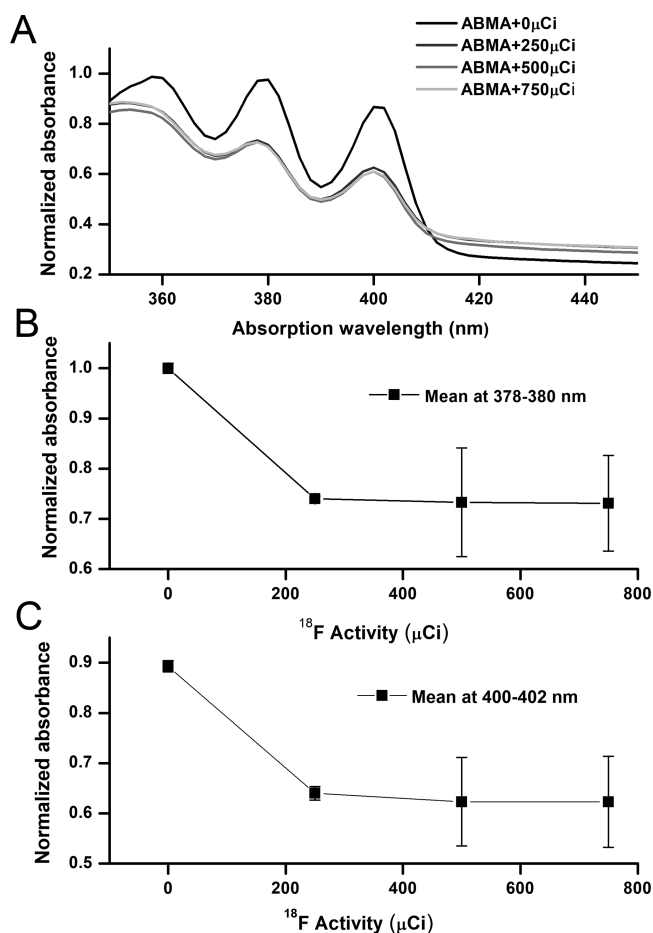 A
ABMA+0μCi
ABMA+250μCi
ABMA+500μCi
ABMA+750μCi
Normalized absorbance
1.0
0.8
0.6
0.4
0.2
360 380 400 420 440
Absorption wavelength (nm)
B
Mean at 378-380 nm
Normalized absorbance
1.0
0.9
0.8
0.7
0.6
0 200 400 600 800
18F Activity (μCi)
C
Mean at 400-402 nm
Normalized absorbance
0.9
0.8
0.7
0.6
0.5
0 200 400 600 800
18F Activity (μCi)